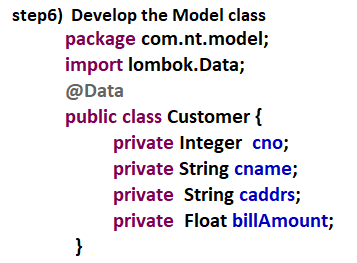 step6) Develop the Model class
package com.nt.model;
import lombok.Data;
@Data
public class Customer {
private Integer cno;
private String cname;
private String caddrs;
private Float billAmount;
}